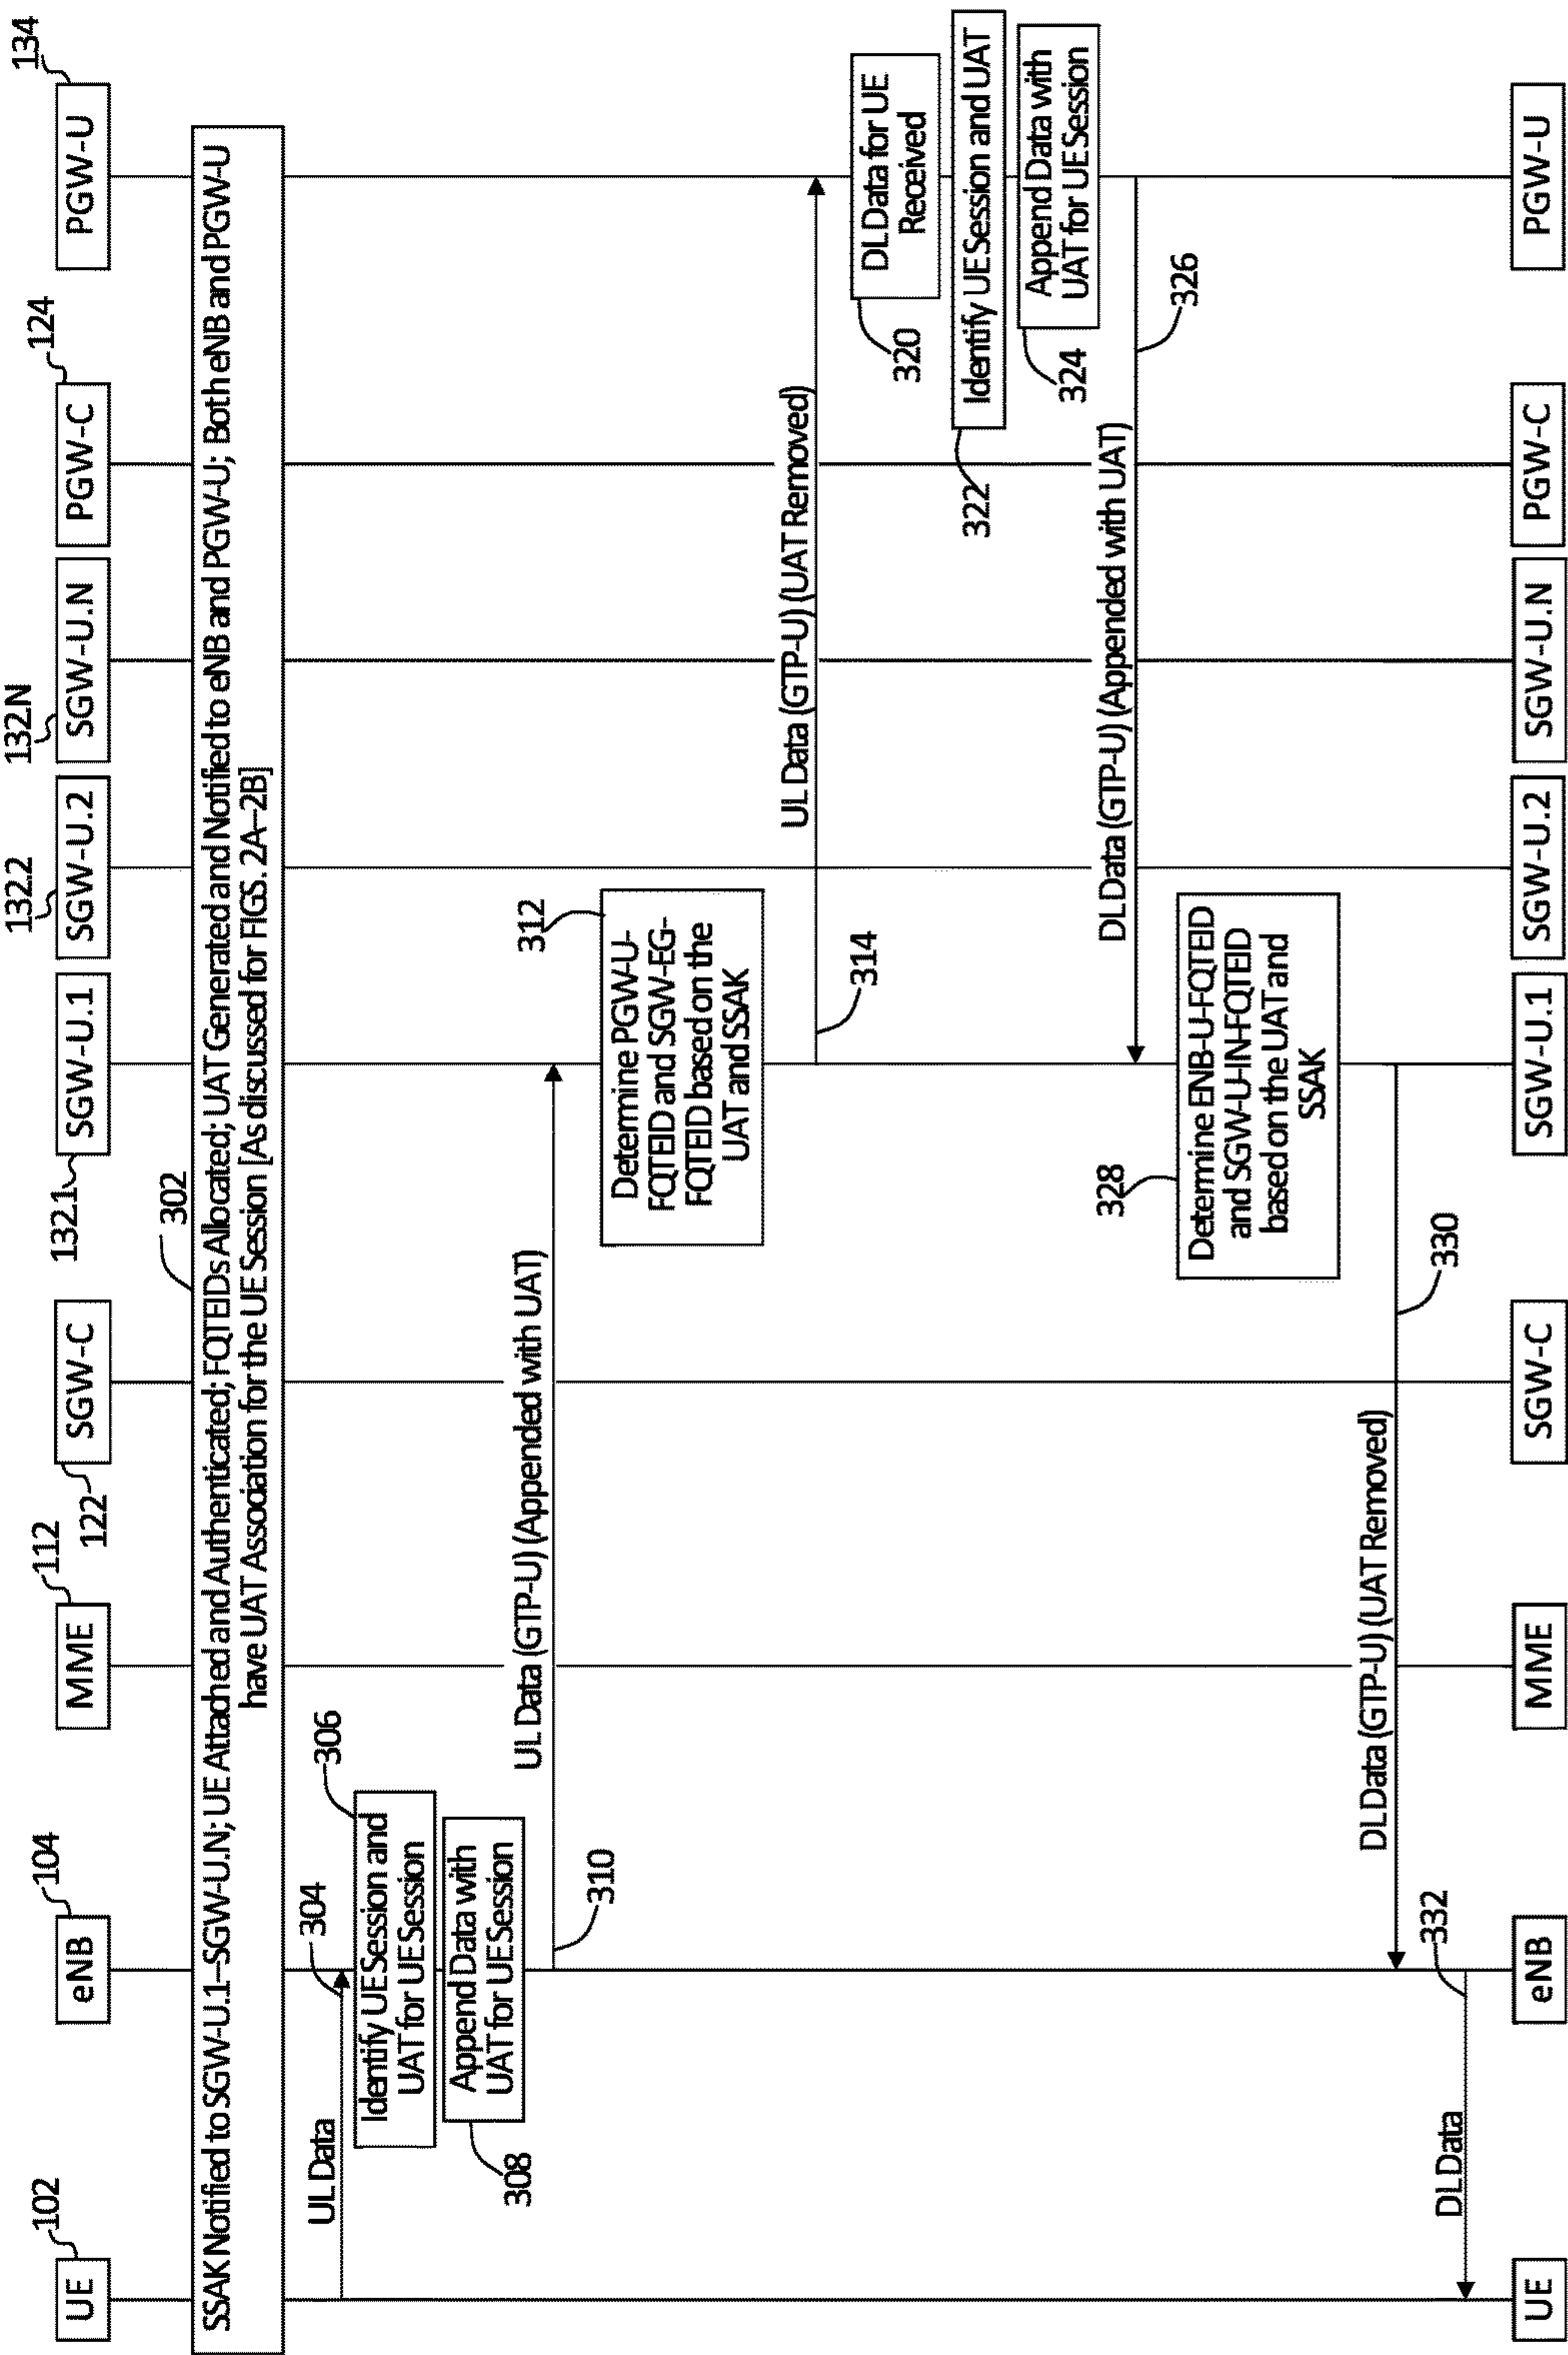 UE
102
eNB
104
MME
112
SGW-C
122
SGW-U.1
132.1
SGW-U.2
132.2
SGW-U.N
132.N
PGW-C
124
PGW-U
134
302
SSAK Notified to SGW-U.1–SGW-U.N; UE Attached and Authenticated; FQTEIDs Allocated; UAT Generated and Notified to eNB and PGW-U; Both eNB and PGW-U
have UAT Association for the UE Session [As discussed for FIGS. 2A–2B]
UL Data
304
306
Identify UE Session and
UAT for UE Session
Append Data with
UAT for UE Session
308
UL Data (GTP-U) (Appended with UAT)
310
312
Determine PGW-U-
FQTEID and SGW-EG-
FQTEID based on the
UAT and SSAK
UL Data (GTP-U) (UAT Removed)
314
DL Data for UE
Received
320
Identify UE Session and UAT
322
Append Data with
UAT for UE Session
324
DL Data (GTP-U) (Appended with UAT)
326
Determine ENB-U-FQTEID
and SGW-U-IN-FQTEID
based on the UAT and
SSAK
328
DL Data (GTP-U) (UAT Removed)
330
DL Data
332
UE
eNB
MME
SGW-C
SGW-U.1
SGW-U.2
SGW-U.N
PGW-C
PGW-U